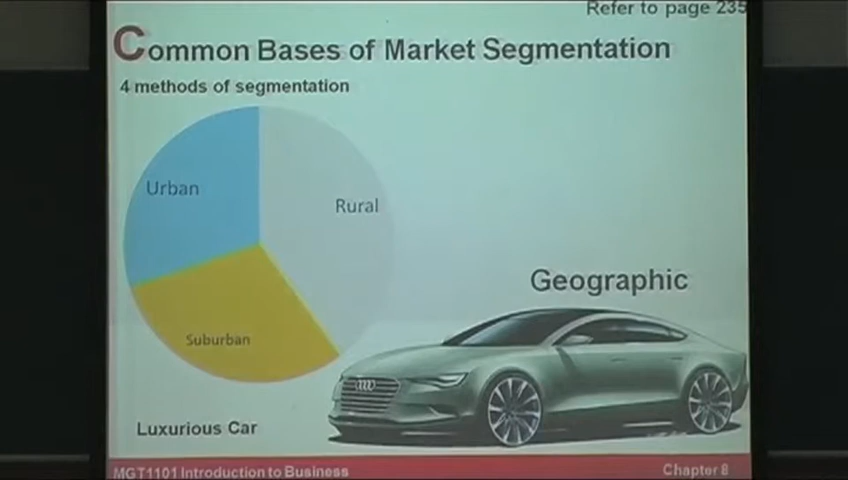 Refer to page 235
Common Bases of Market Segmentation
4 methods of segmentation
Urban
Rural
Geographic
Suburban
Luxurious Car
MGT1101 Introduction to Business
Chapter 8